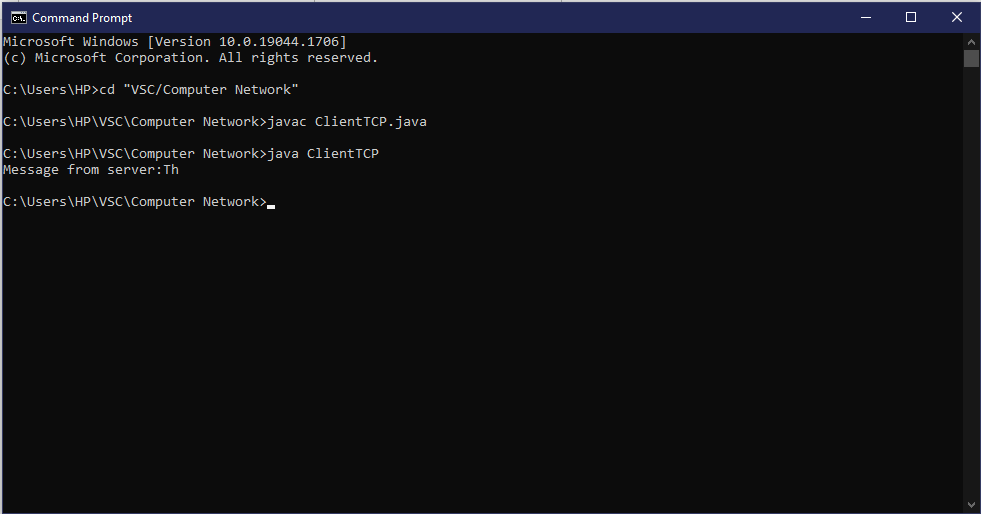 Command Prompt
Microsoft Windows [Version 10.0.19044.1706]
(c) Microsoft Corporation. All rights reserved.
C:\Users\HP>cd "VSC/Computer Network"
C:\Users\HP\VSC\Computer Network>javac ClientTCP.java
C:\Users\HP\VSC\Computer Network>java ClientTCP
Message from server:Th
C:\Users\HP\VSC\Computer Network>